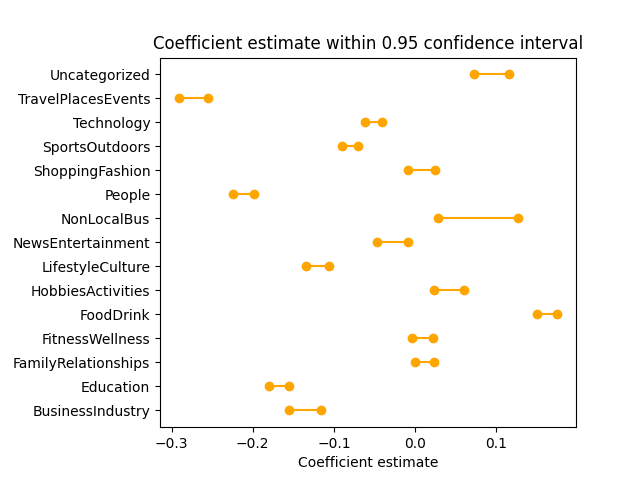 Coefficient estimate within 0.95 confidence interval
Uncategorized
TravelPlacesEvents
Technology
SportsOutdoors
ShoppingFashion
People
NonLocalBus
NewsEntertainment
LifestyleCulture
HobbiesActivities
FoodDrink
FitnessWellness
FamilyRelationships
Education
BusinessIndustry
−0.3 −0.2 −0.1 0.0 0.1
Coefficient estimate